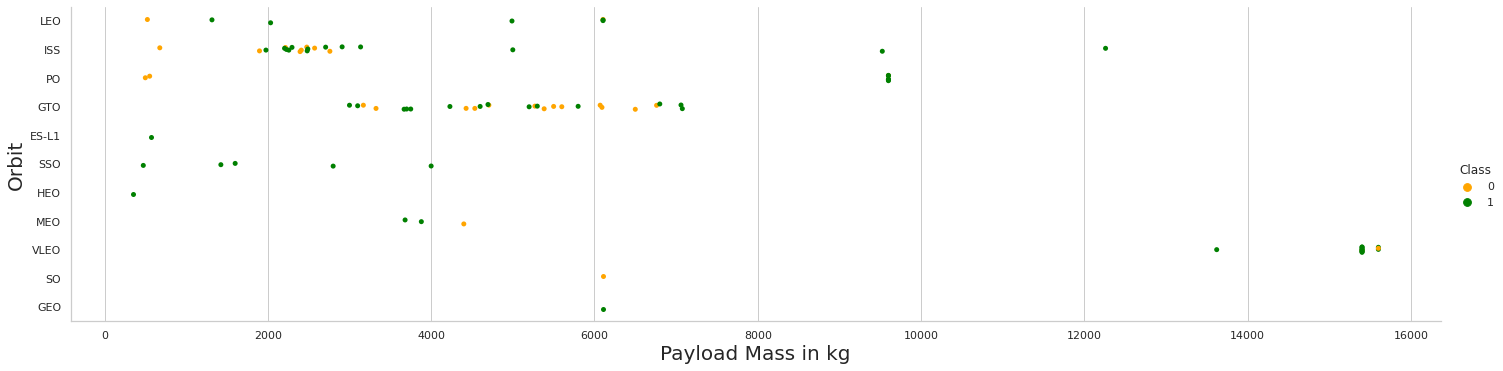 LEO
ISS
PO
GTO
ES-L1
SSO
HEO
MEO
VLEO
SO
GEO
Orbit
0 2000 4000 6000 8000 10000 12000 14000 16000
Payload Mass in kg
Class
0
1